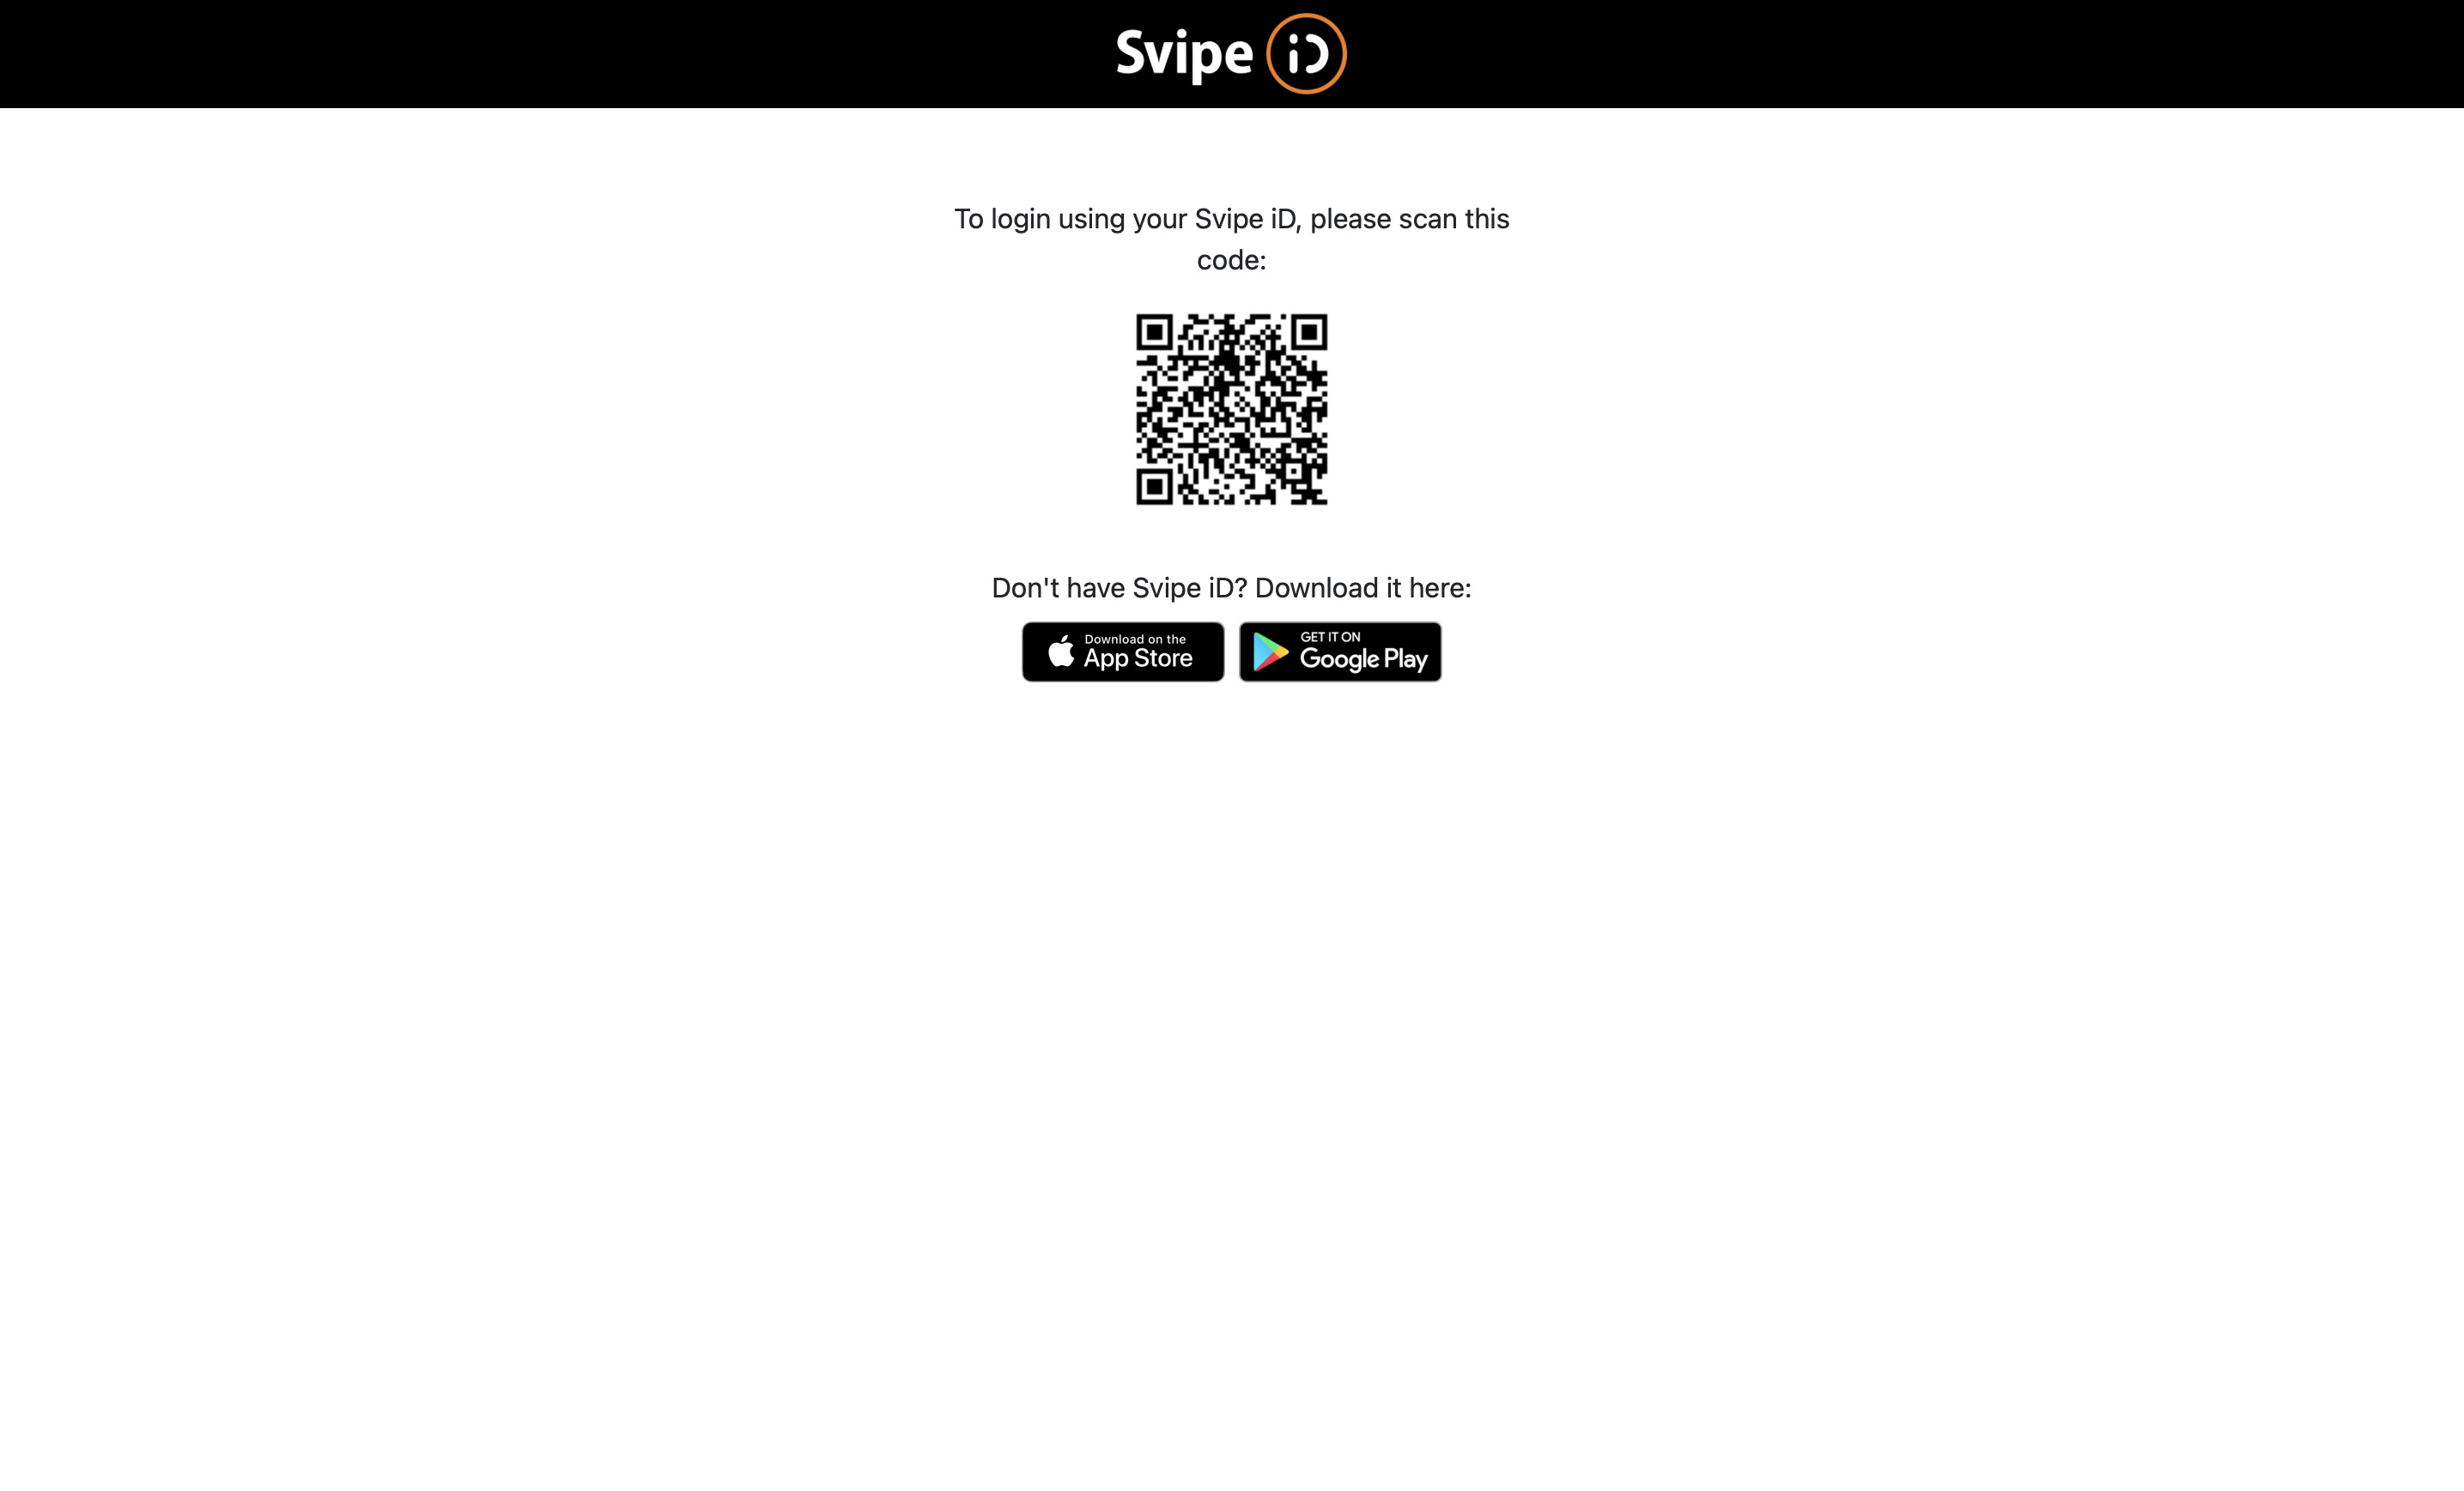 Svipe iD
To login using your Svipe iD, please scan this
code:
Don't have Svipe iD? Download it here:
Download on the
App Store
GET IT ON
Google Play